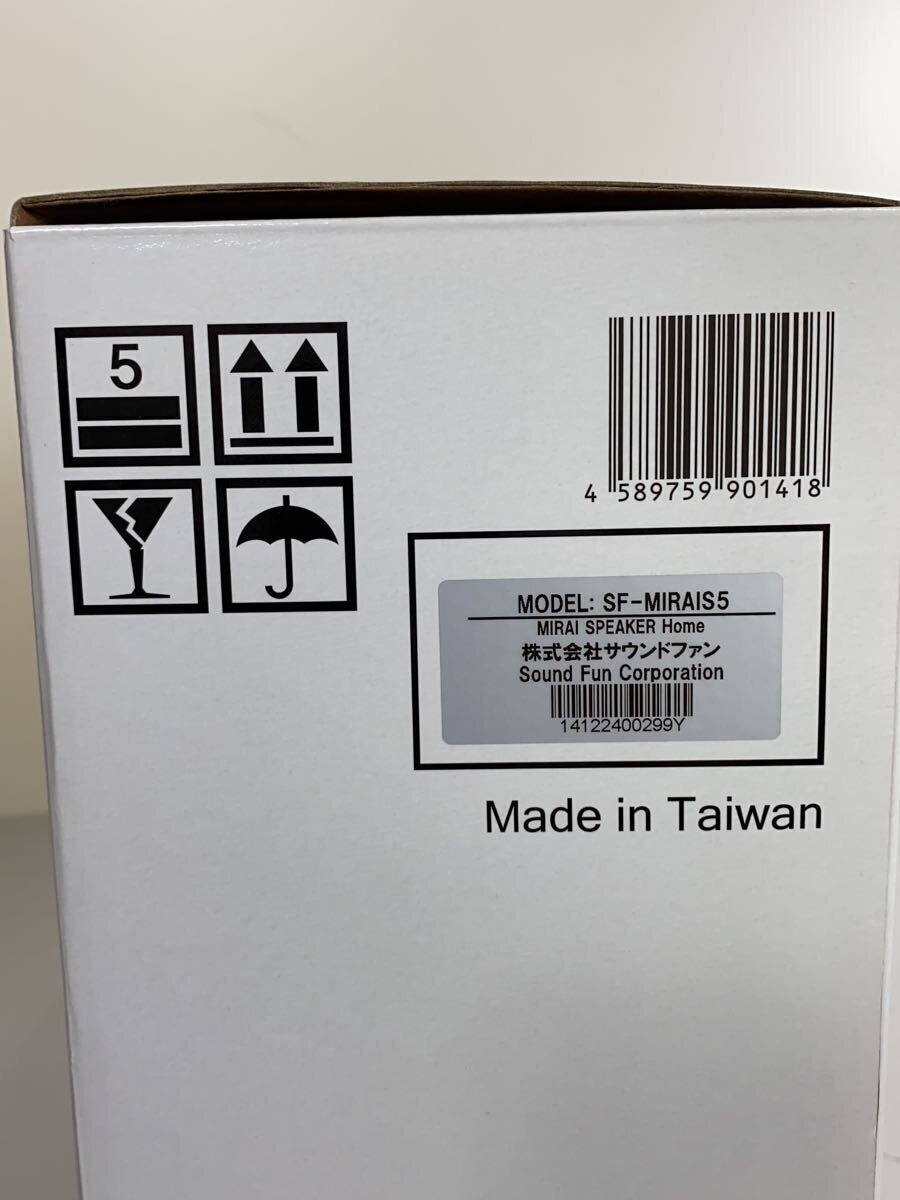 5
4 589759 901418
MODEL: SF-MIRAIS5
MIRAI SPEAKER Home
株式会社サウンドファン
Sound Fun Corporation
14122400299Y
Made in Taiwan